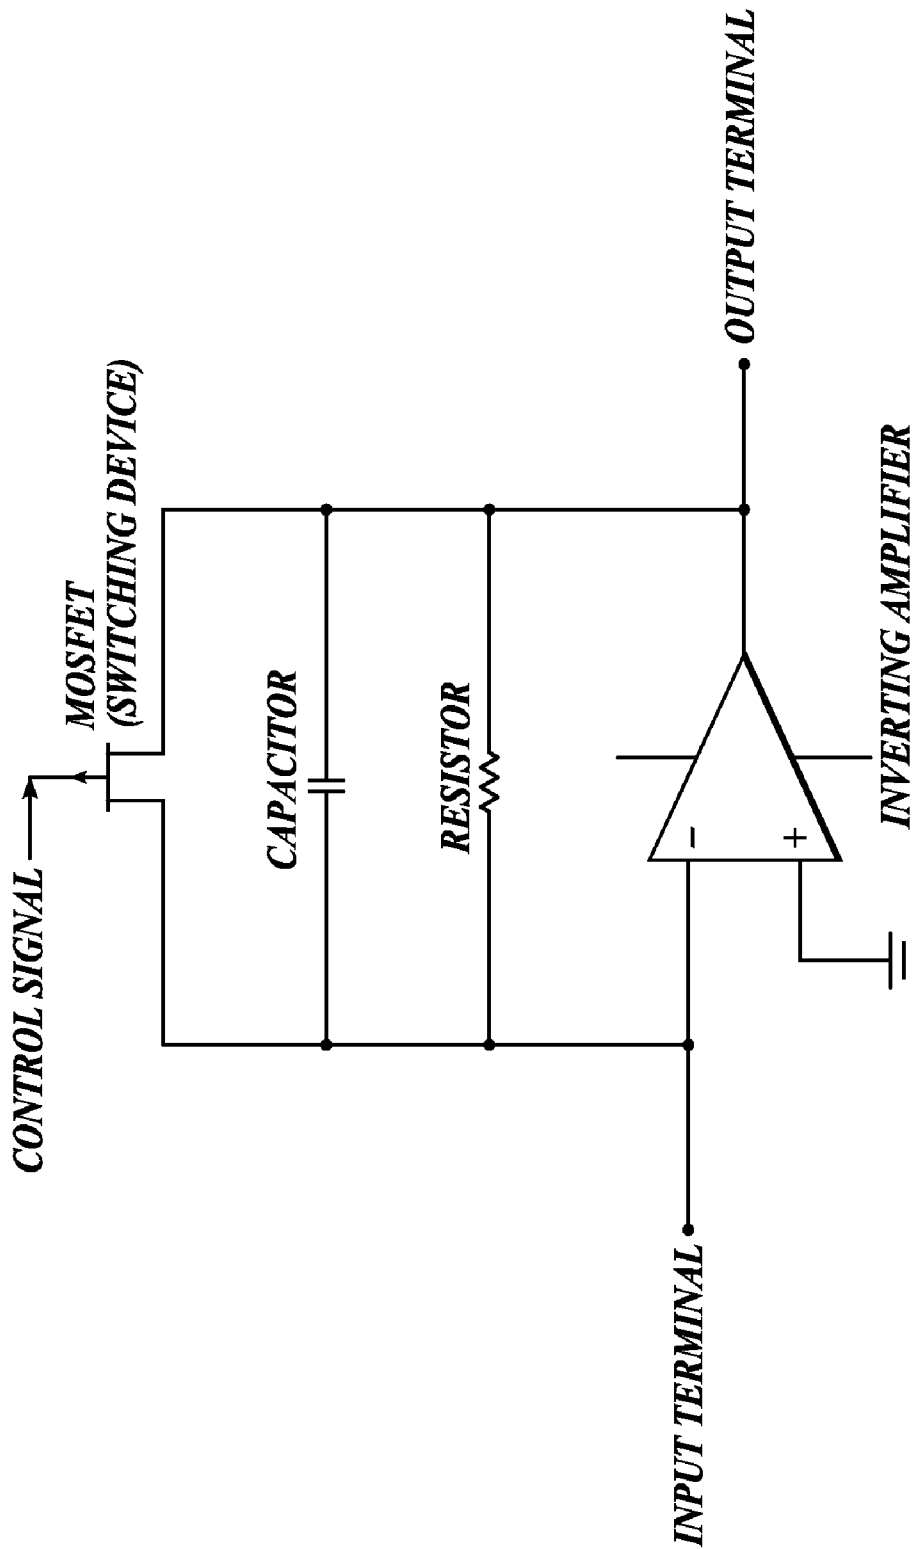 CONTROL SIGNAL
MOSFET
(SWITCHING DEVICE)
CAPACITOR
RESISTOR
−
+
INPUT TERMINAL
OUTPUT TERMINAL
INVERTING AMPLIFIER